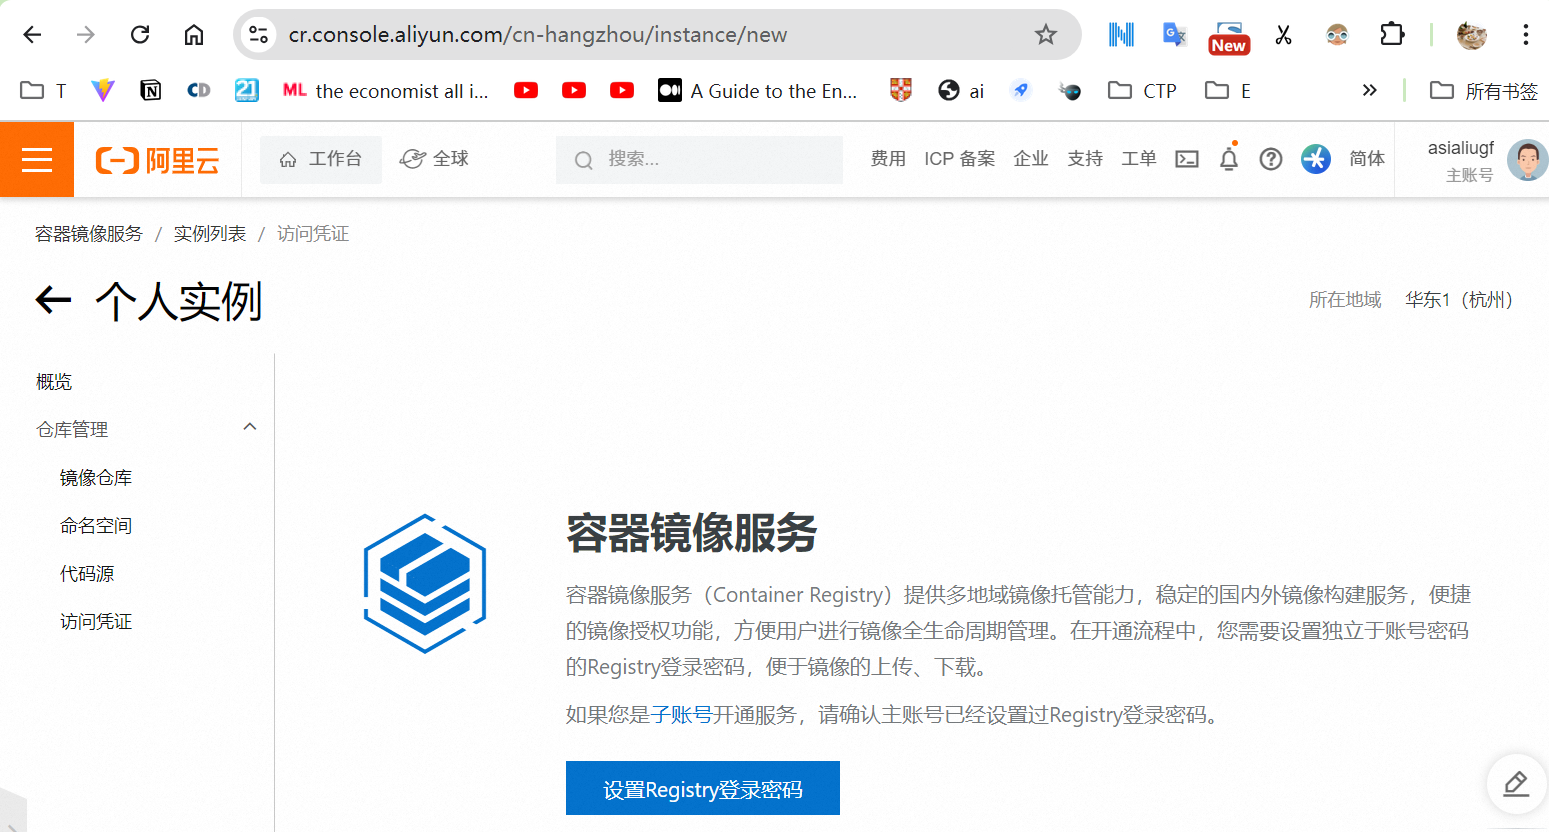 cr.console.aliyun.com/cn-hangzhou/instance/new
New
T
CD
21
ML the economist all i...
A Guide to the En...
ai
CTP
E
所有书签
阿里云
工作台
全球
搜索...
费用 ICP 备案 企业 支持 工单
简体
asialiugf
主账号
容器镜像服务 / 实例列表 / 访问凭证
个人实例
所在地域 华东1（杭州）
概览
仓库管理
镜像仓库
命名空间
代码源
访问凭证
容器镜像服务
容器镜像服务（Container Registry）提供多地域镜像托管能力，稳定的国内外镜像构建服务，便捷
的镜像授权功能，方便用户进行镜像全生命周期管理。在开通流程中，您需要设置独立于账号密码
的Registry登录密码，便于镜像的上传、下载。
如果您是子账号开通服务，请确认主账号已经设置过Registry登录密码。
设置Registry登录密码